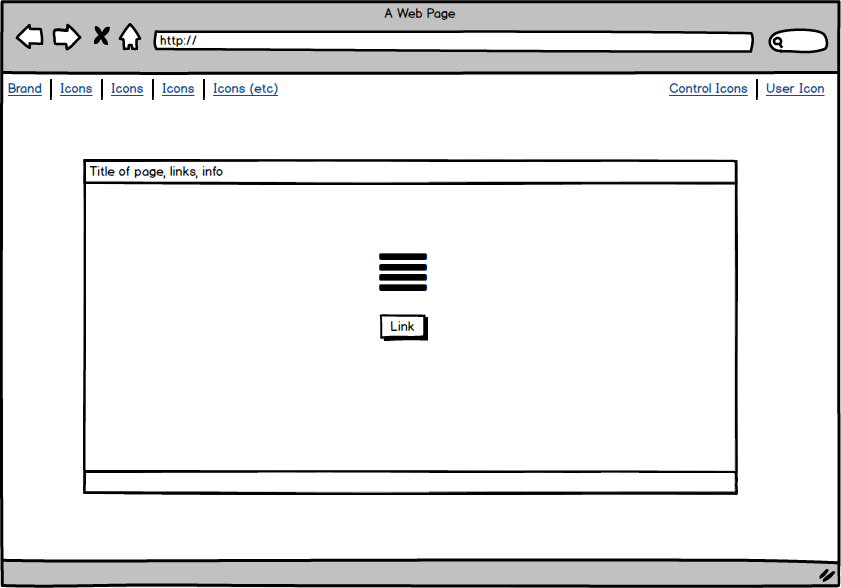 A Web Page
http://
Brand Icons Icons Icons Icons (etc) Control Icons User Icon
Title of page, links, info
Link